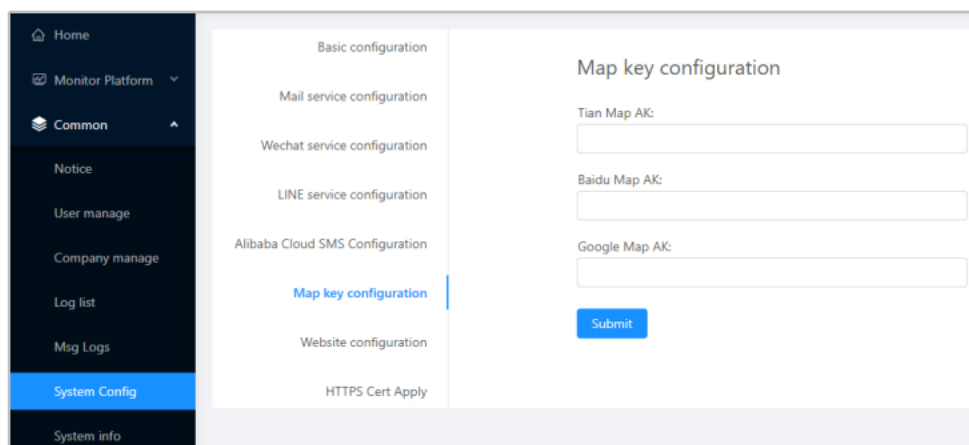 Home
Monitor Platform
Common
Notice
User manage
Company manage
Log list
Msg Logs
System Config
System info
Basic configuration
Mail service configuration
Wechat service configuration
LINE service configuration
Alibaba Cloud SMS Configuration
Map key configuration
Website configuration
HTTPS Cert Apply
Map key configuration
Tian Map AK:
Baidu Map AK:
Google Map AK:
Submit